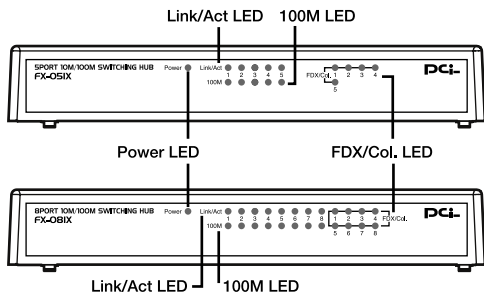 Link/Act LED 100M LED
5PORT 10M/100M SWITCHING HUB
FX-05IX
Power
Link/Act
1 2 3 4 5
100M
FDX/Col.
1 2 3 4
5
PCi
Power LED FDX/Col. LED
8PORT 10M/100M SWITCHING HUB
FX-08IX
Power
Link/Act
1 2 3 4 5 6 7 8
100M
1 2 3 4
FDX/Col.
5 6 7 8
PCi
Link/Act LED 100M LED